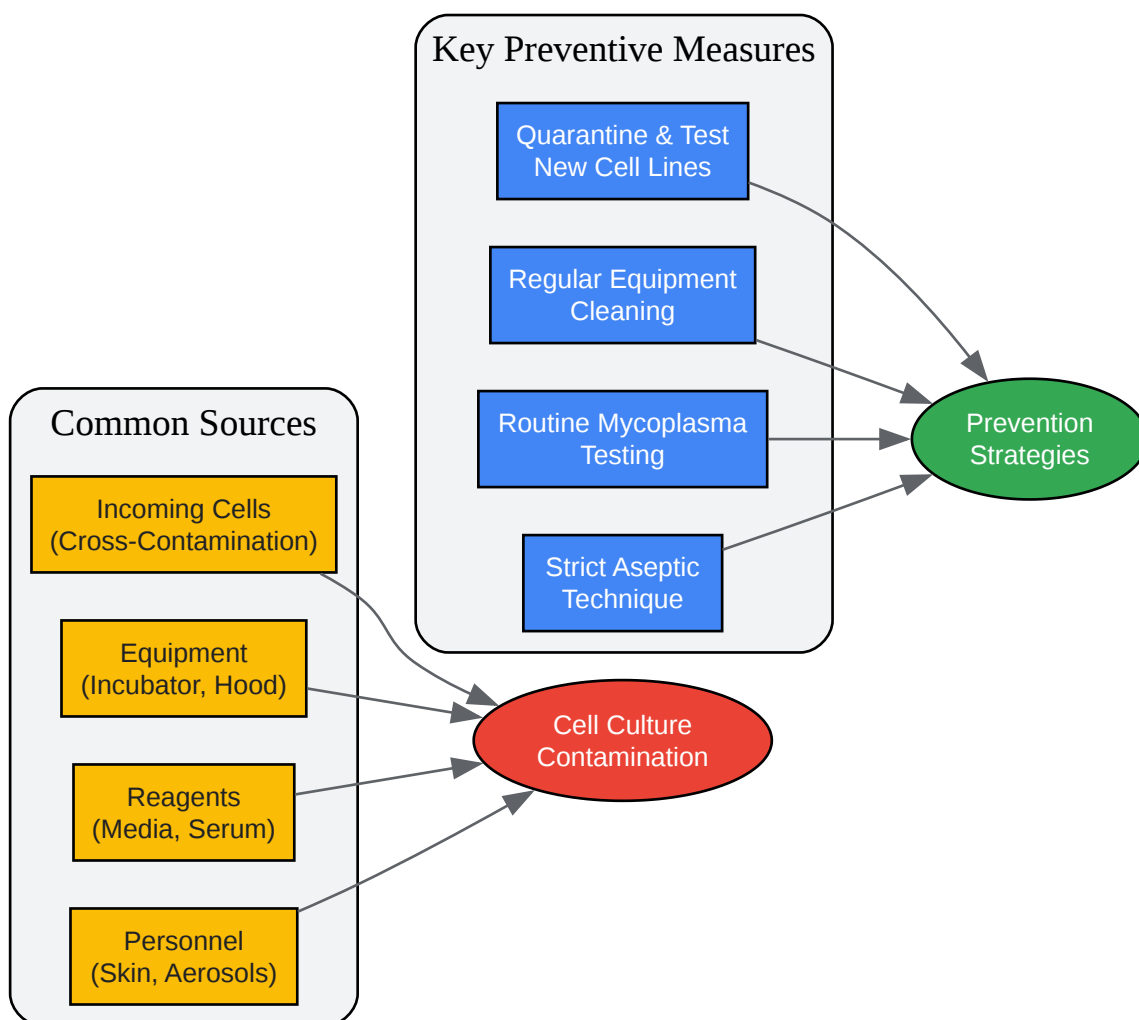 Key Preventive Measures
Quarantine & Test
New Cell Lines
Regular Equipment
Cleaning
Routine Mycoplasma
Testing
Strict Aseptic
Technique
Prevention
Strategies
Common Sources
Incoming Cells
(Cross-Contamination)
Equipment
(Incubator, Hood)
Reagents
(Media, Serum)
Personnel
(Skin, Aerosols)
Cell Culture
Contamination